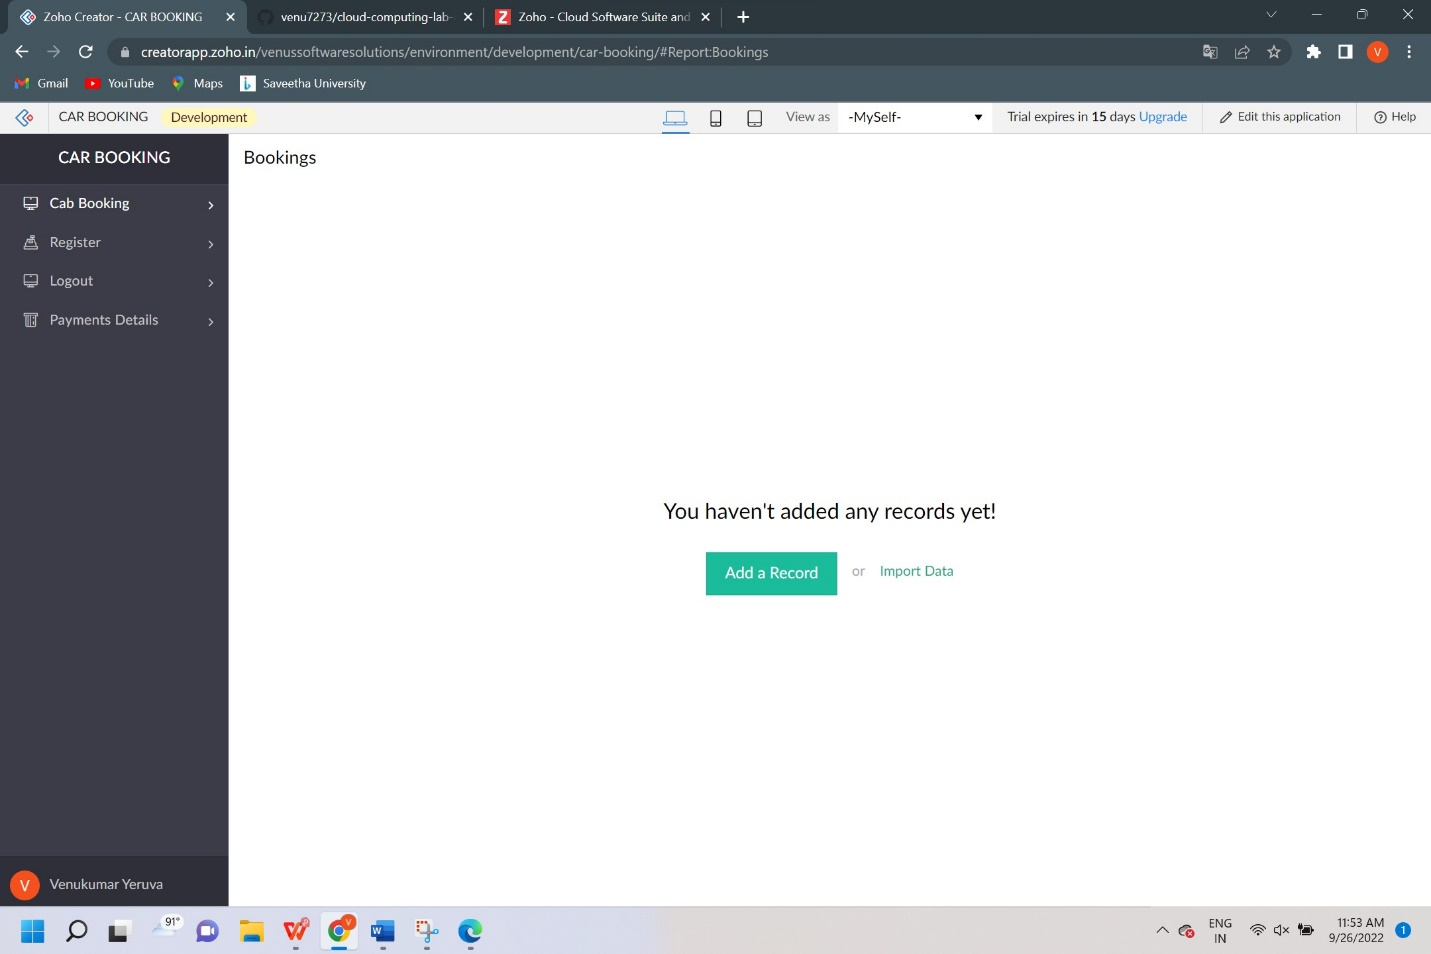 Zoho Creator - CAR BOOKING
venu7273/cloud-computing-lab-
Zoho - Cloud Software Suite and
creatorapp.zoho.in/venussoftwaresolutions/environment/development/car-booking/#Report:Bookings
V
Gmail
YouTube
Maps
Saveetha University
CAR BOOKING
Development
View as
-MySelf-
Trial expires in 15 days Upgrade
Edit this application
Help
CAR BOOKING
Bookings
Cab Booking
Register
Logout
Payments Details
You haven't added any records yet!
Add a Record
or
Import Data
V
Venukumar Yeruva
91°
ENG
IN
11:53 AM
9/26/2022
1